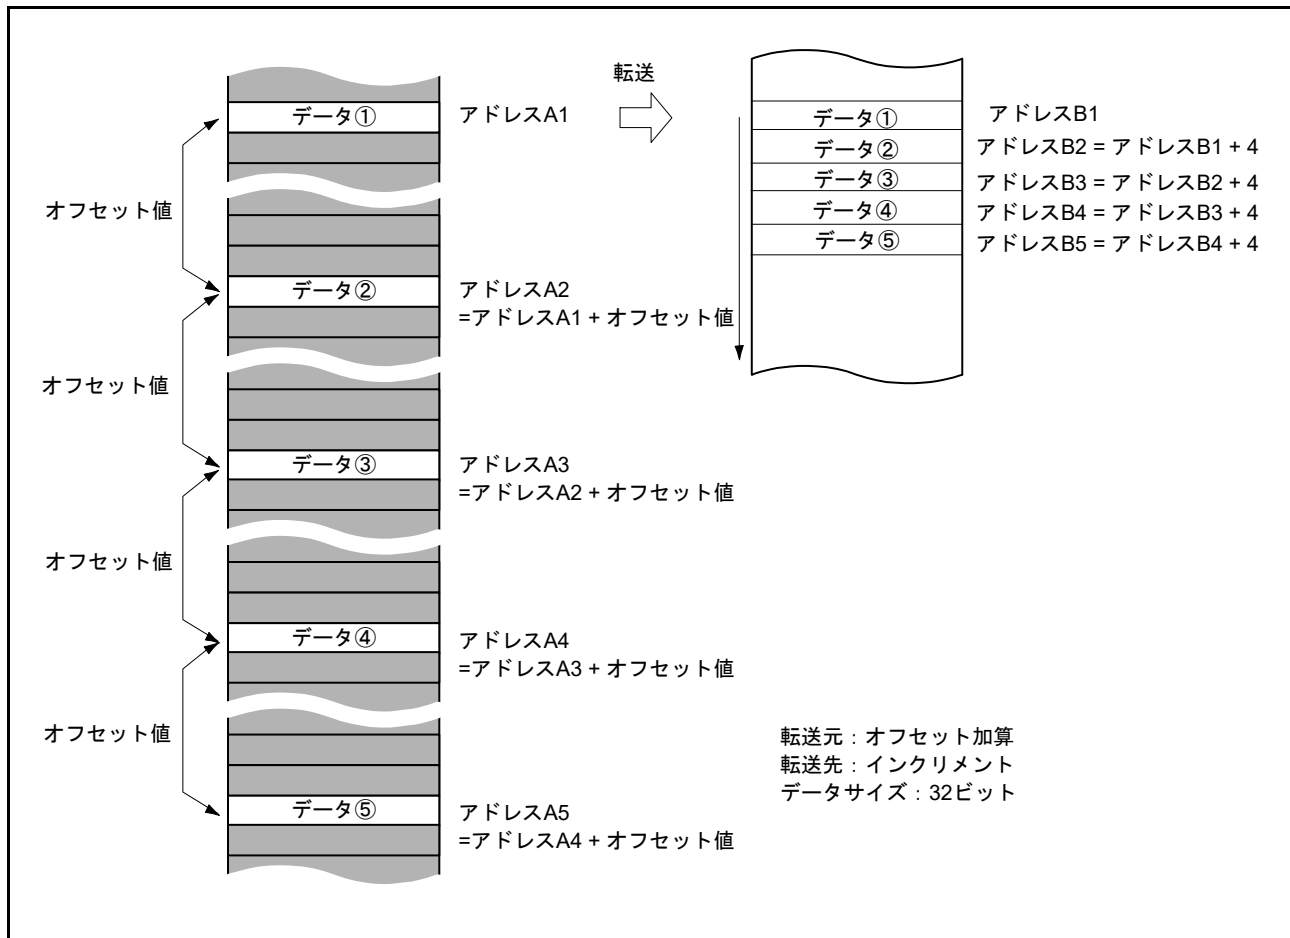 転送
データ①
アドレスA1
オフセット値
データ②
アドレスA2
=アドレスA1 + オフセット値
オフセット値
データ③
アドレスA3
=アドレスA2 + オフセット値
オフセット値
データ④
アドレスA4
=アドレスA3 + オフセット値
オフセット値
データ⑤
アドレスA5
=アドレスA4 + オフセット値
データ①
アドレスB1
データ②
アドレスB2 = アドレスB1 + 4
データ③
アドレスB3 = アドレスB2 + 4
データ④
アドレスB4 = アドレスB3 + 4
データ⑤
アドレスB5 = アドレスB4 + 4
転送元：オフセット加算
転送先：インクリメント
データサイズ：32ビット